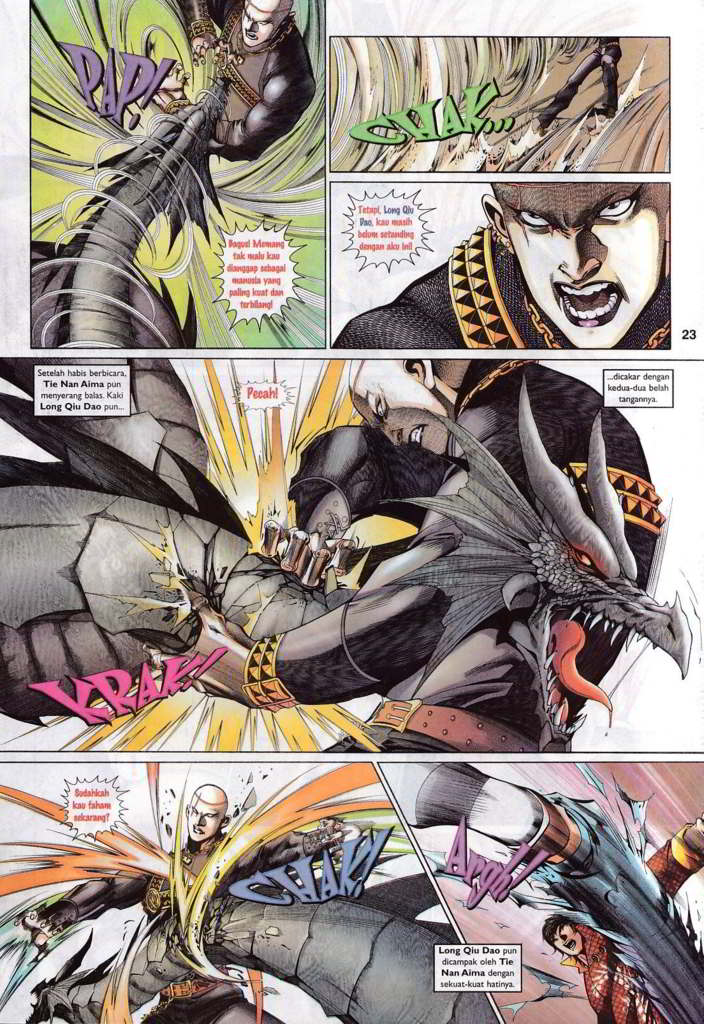 PAP!
Bagus! Memang
tak malu kau
dianggap sebagai
manusia yang
paling kuat dan
terbilang!
CHAK...
Tetapi, Long Qiu
Dao, kau masih
belum setanding
dengan aku ini!
23
Setelah habis berbicara,
Tie Nan Aima pun
menyerang balas. Kaki
Long Qiu Dao pun...
Pecah!
...dicakar dengan
kedua-dua belah
tangannya.
KRAK!!
Sudahkah
kau faham
sekarang?
CHAK!
Argh!
Long Qiu Dao pun
dicampak oleh Tie
Nan Aima dengan
sekuat-kuat hatinya.